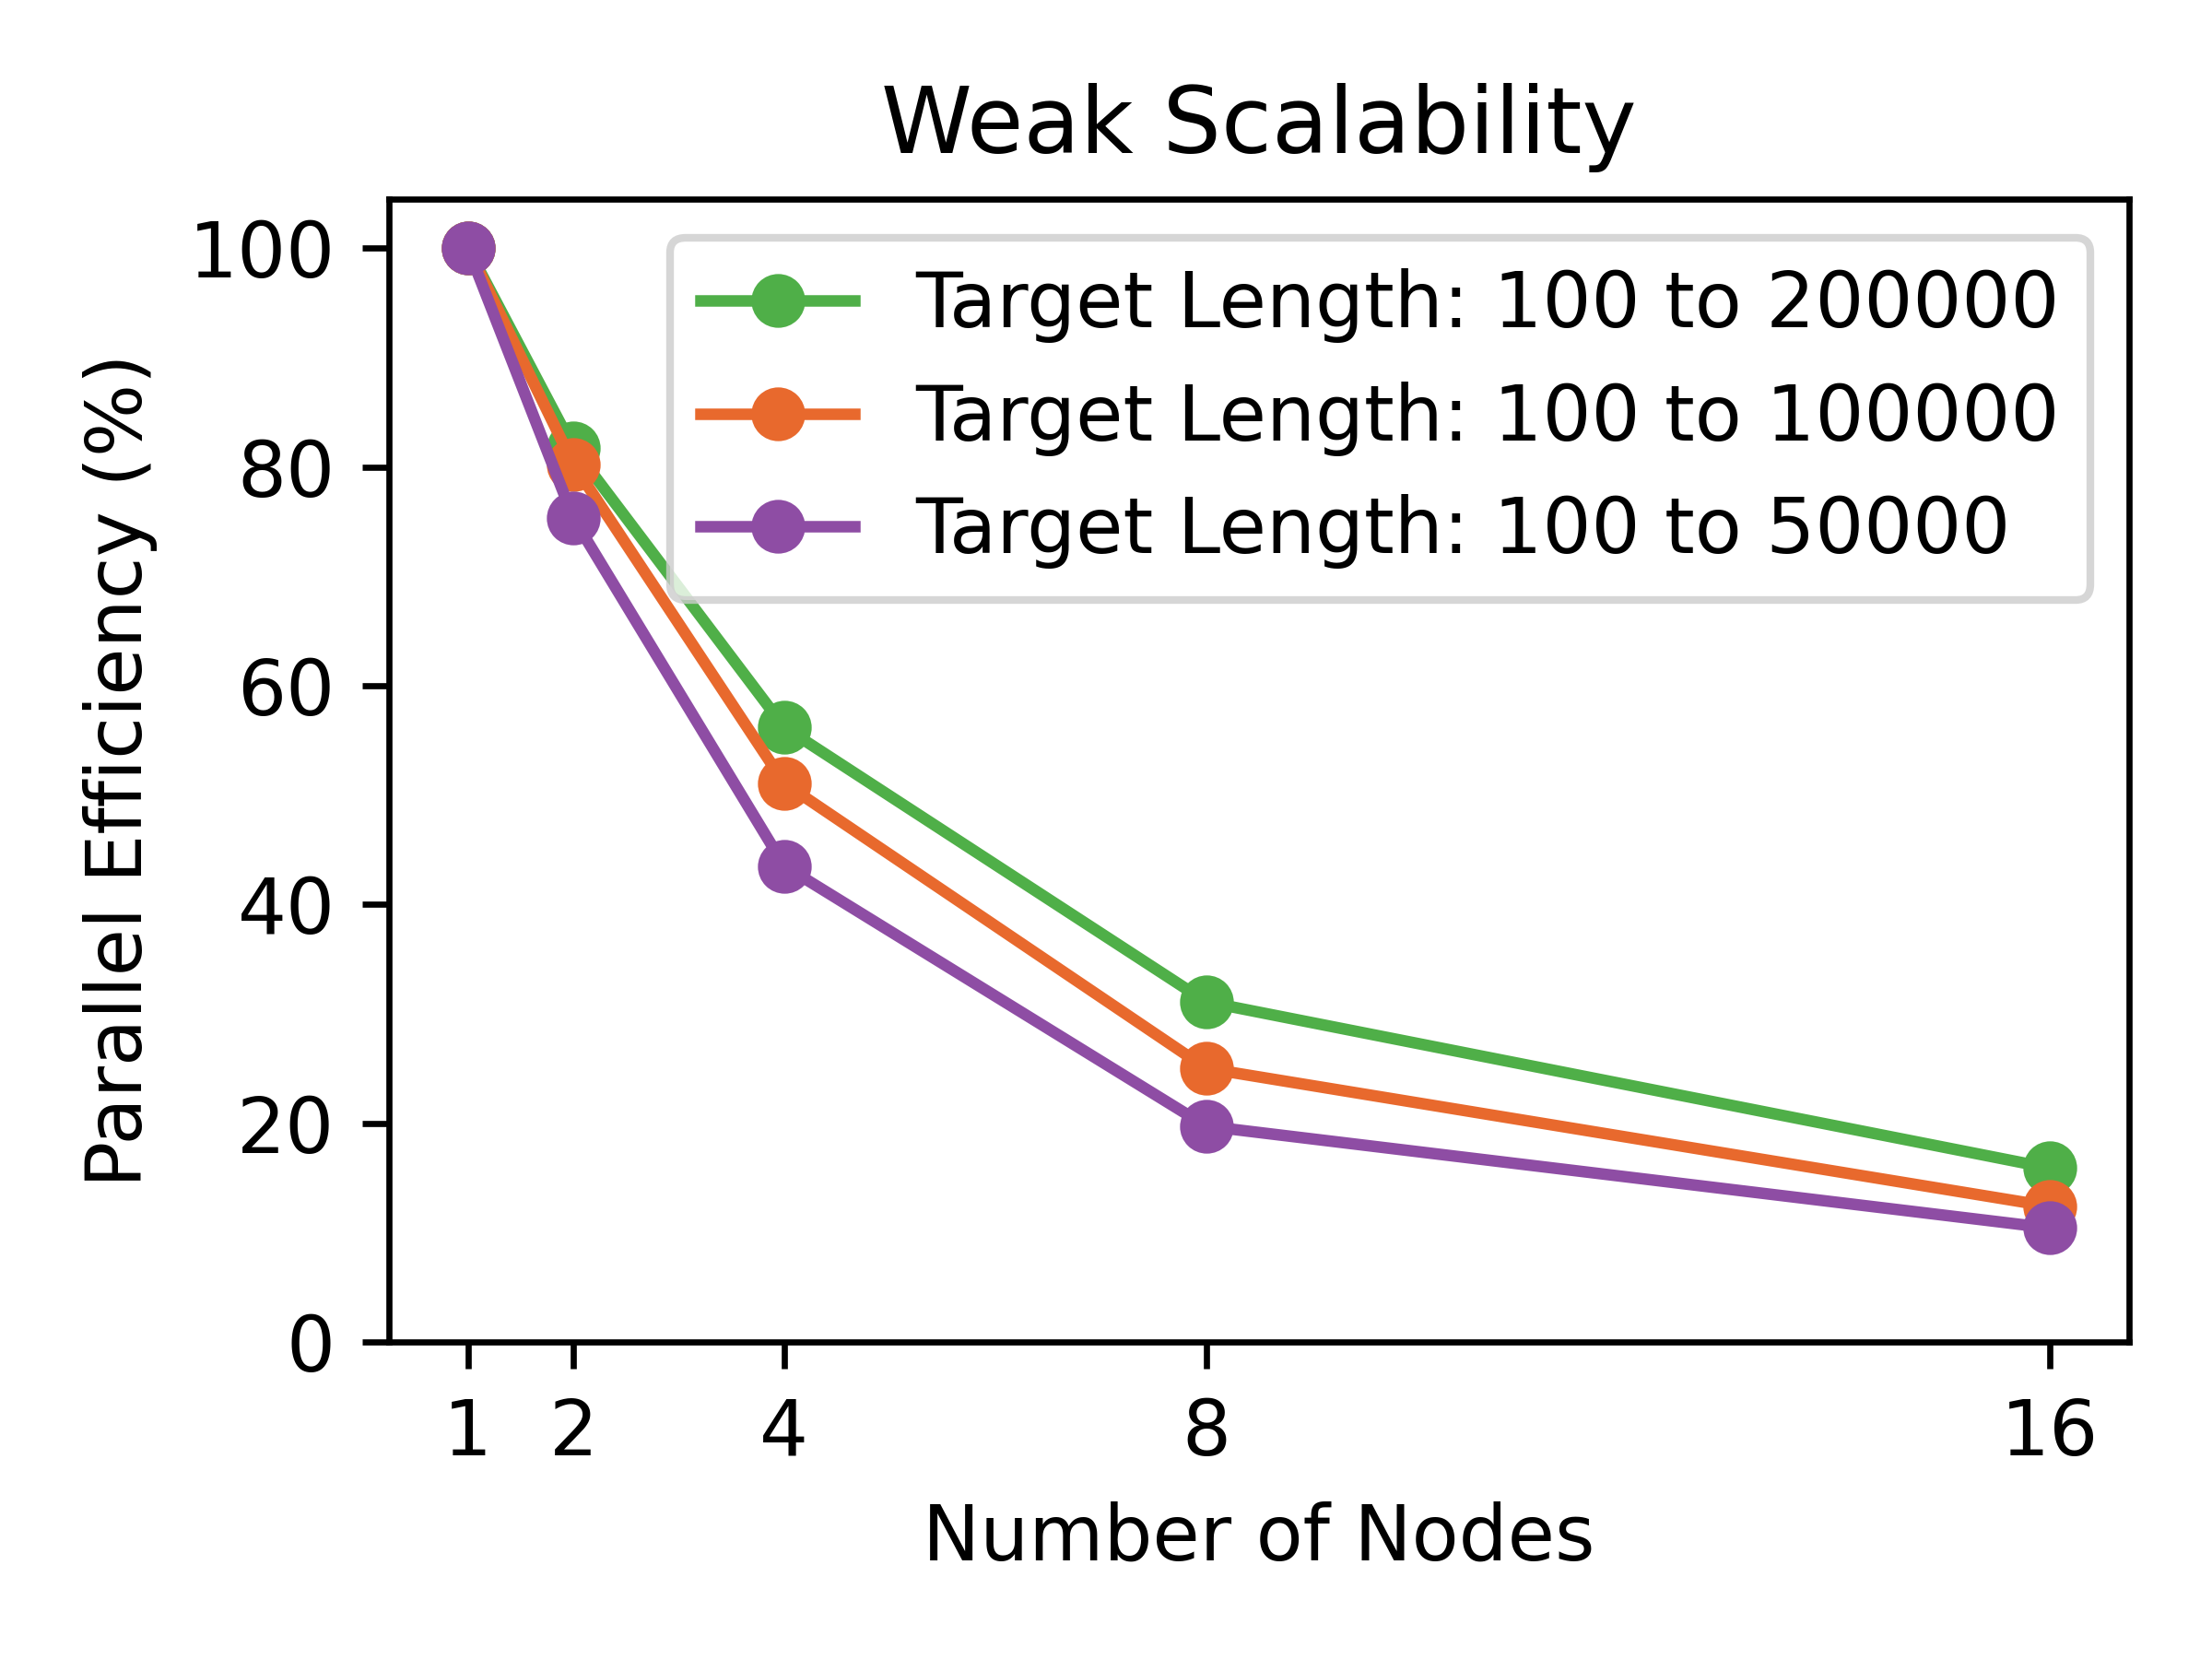 Weak Scalability
100
80
60
40
20
0
Parallel Efficiency (%)
Target Length: 100 to 200000
Target Length: 100 to 100000
Target Length: 100 to 50000
1 2 4 8 16
Number of Nodes